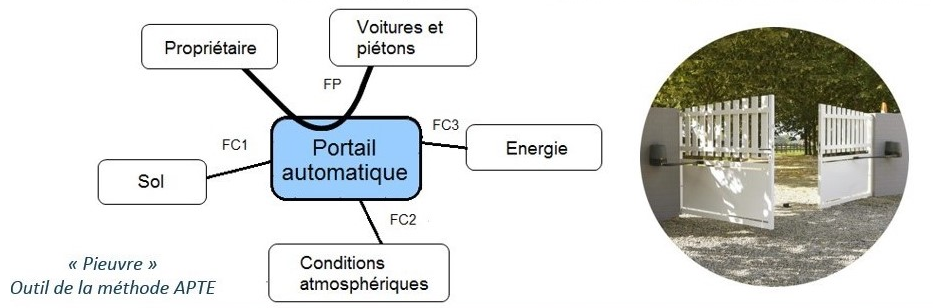 Propriétaire
Voitures et
piétons
FP
FC1
FC3
Portail
automatique
Energie
Sol
FC2
Conditions
atmosphériques
« Pieuvre »
Outil de la méthode APTE